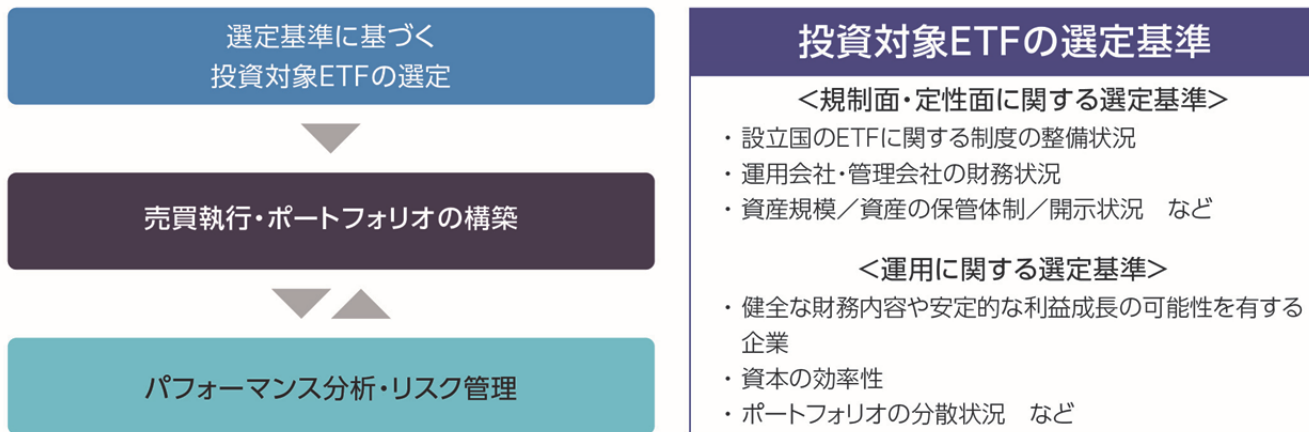 選定基準に基づく
投資対象ETFの選定
売買執行・ポートフォリオの構築
パフォーマンス分析・リスク管理
投資対象ETFの選定基準
＜規制面・定性面に関する選定基準＞
・設立国のETFに関する制度の整備状況
・運用会社・管理会社の財務状況
・資産規模／資産の保管体制／開示状況　など
＜運用に関する選定基準＞
・健全な財務内容や安定的な利益成長の可能性を有する
企業
・資本の効率性
・ポートフォリオの分散状況　など